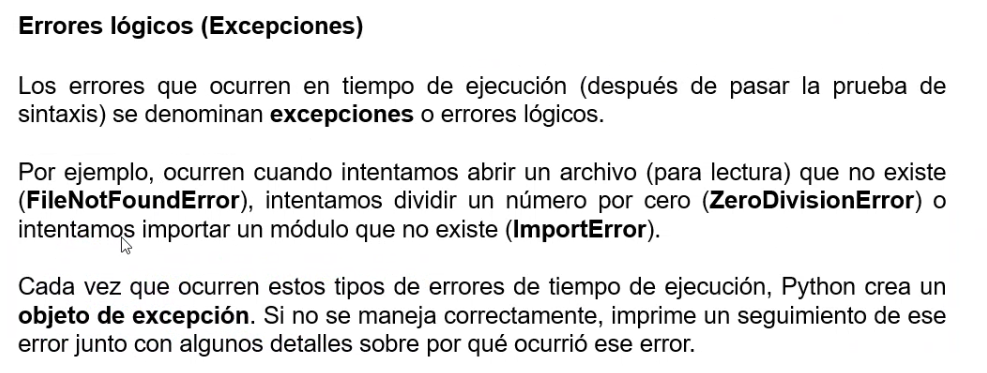 Errores lógicos (Excepciones)
Los errores que ocurren en tiempo de ejecución (después de pasar la prueba de
sintaxis) se denominan excepciones o errores lógicos.
Por ejemplo, ocurren cuando intentamos abrir un archivo (para lectura) que no existe
(FileNotFoundError), intentamos dividir un número por cero (ZeroDivisionError) o
intentamos importar un módulo que no existe (ImportError).
Cada vez que ocurren estos tipos de errores de tiempo de ejecución, Python crea un
objeto de excepción. Si no se maneja correctamente, imprime un seguimiento de ese
error junto con algunos detalles sobre por qué ocurrió ese error.